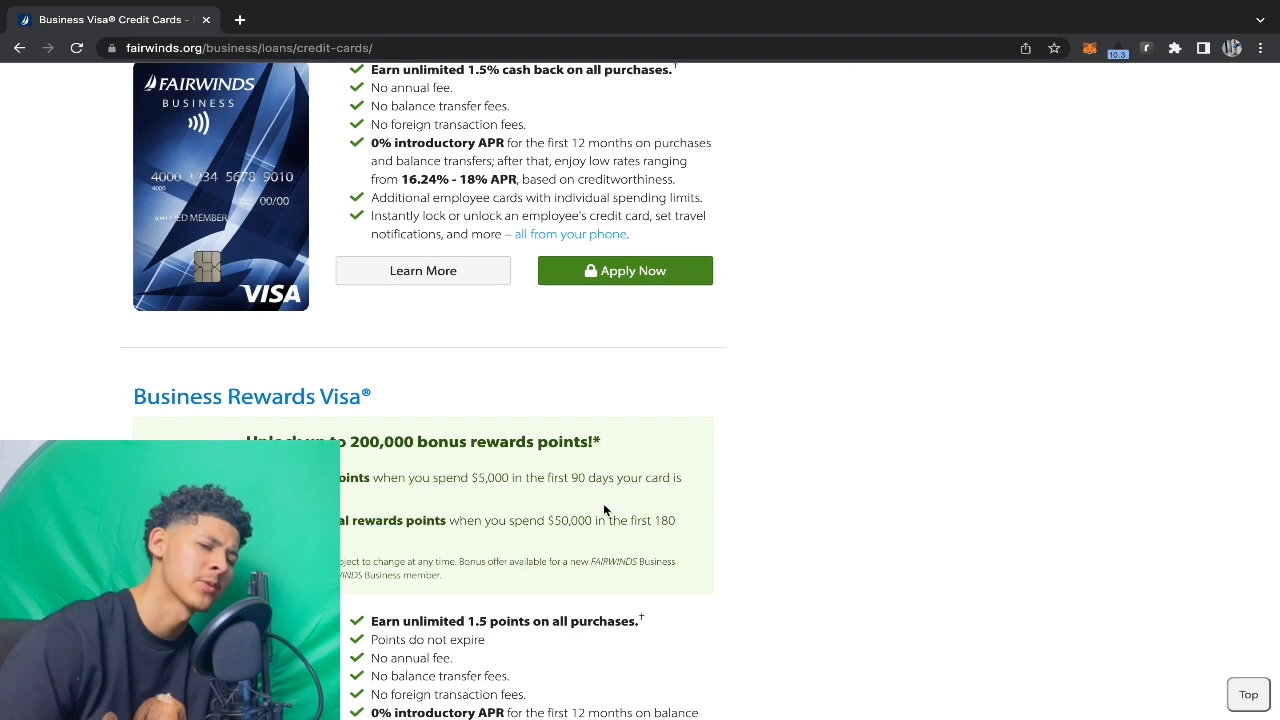 Business Visa® Credit Cards -
fairwinds.org/business/loans/credit-cards/
10.3
FAIRWINDS
BUSINESS
5678 9010
4000
00/00
MEMBER
VISA
Earn unlimited 1.5% cash back on all purchases.†
No annual fee.
No balance transfer fees.
No foreign transaction fees.
0% introductory APR for the first 12 months on purchases
and balance transfers; after that, enjoy low rates ranging
from 16.24% - 18% APR, based on creditworthiness.
Additional employee cards with individual spending limits.
Instantly lock or unlock an employee's credit card, set travel
notifications, and more – all from your phone.
Learn More
Apply Now
Business Rewards Visa®
to 200,000 bonus rewards points!*
oints when you spend $5,000 in the first 90 days your card is
al rewards points when you spend $50,000 in the first 180
ject to change at any time. Bonus offer available for a new FAIRWINDS Business
INDS Business member.
Earn unlimited 1.5 points on all purchases.†
Points do not expire
No annual fee.
No balance transfer fees.
No foreign transaction fees.
0% introductory APR for the first 12 months on balance
Top